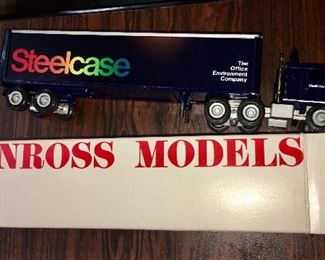 Steelcase
The
Office
Environment
Company
NROSS MODELS